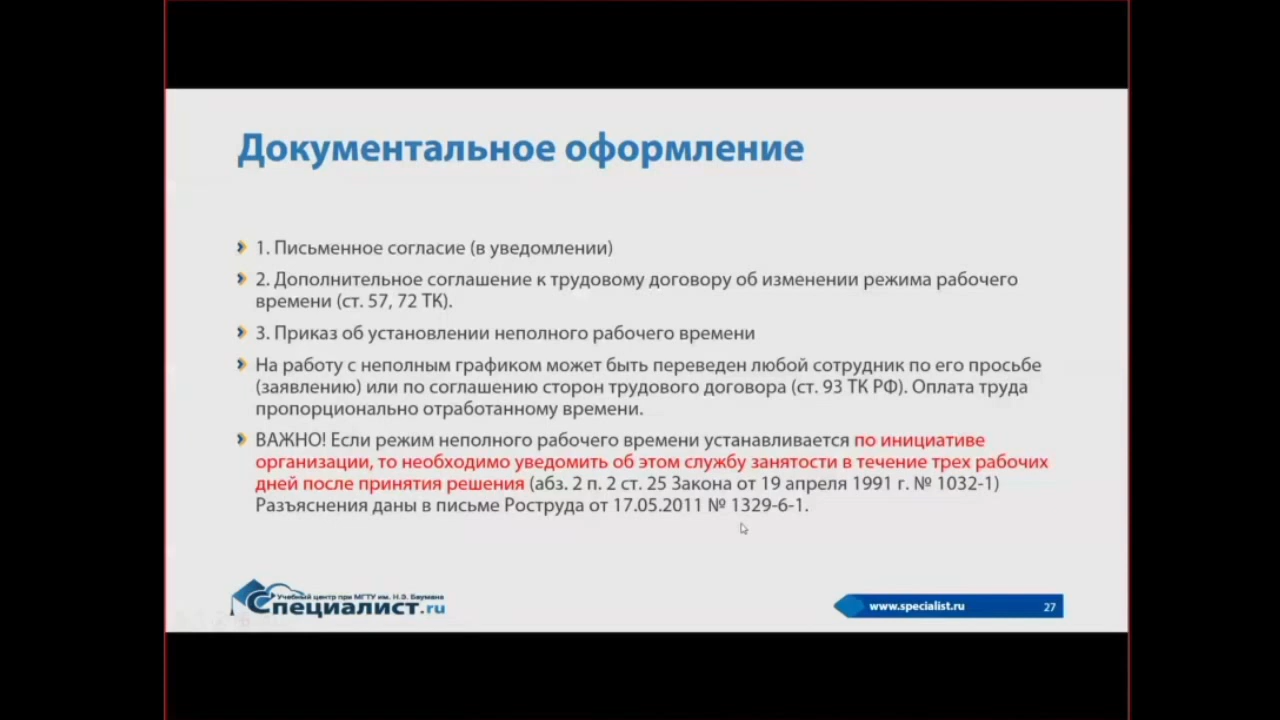 Документальное оформление
1. Письменное согласие (в уведомлении)
2. Дополнительное соглашение к трудовому договору об изменении режима рабочего
времени (ст. 57, 72 ТК).
3. Приказ об установлении неполного рабочего времени
На работу с неполным графиком может быть переведен любой сотрудник по его просьбе
(заявлению) или по соглашению сторон трудового договора (ст. 93 ТК РФ). Оплата труда
пропорционально отработанному времени.
ВАЖНО! Если режим неполного рабочего времени устанавливается по инициативе
организации, то необходимо уведомить об этом службу занятости в течение трех рабочих
дней после принятия решения (абз. 2 п. 2 ст. 25 Закона от 19 апреля 1991 г. № 1032-1)
Разъяснения даны в письме Роструда от 17.05.2011 № 1329-6-1.
Учебный центр при МГТУ им. Н.Э. Баумана
Специалист.ru
www.specialist.ru 27